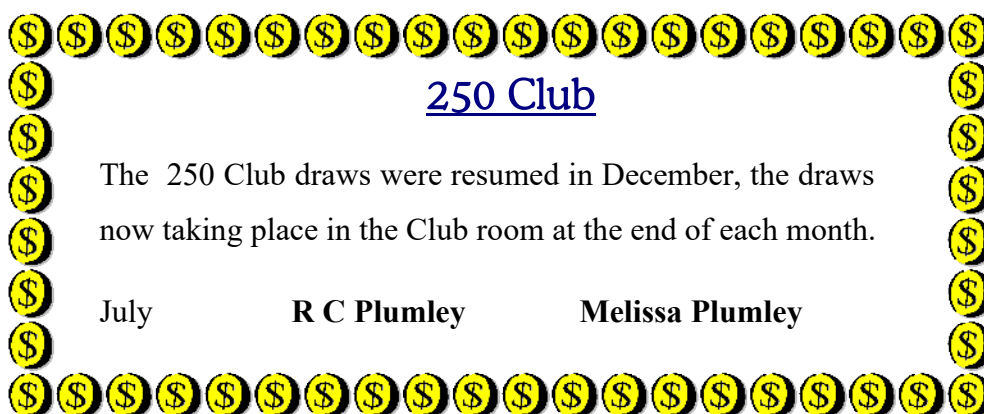 250 Club
The 250 Club draws were resumed in December, the draws
now taking place in the Club room at the end of each month.
July R C Plumley Melissa Plumley